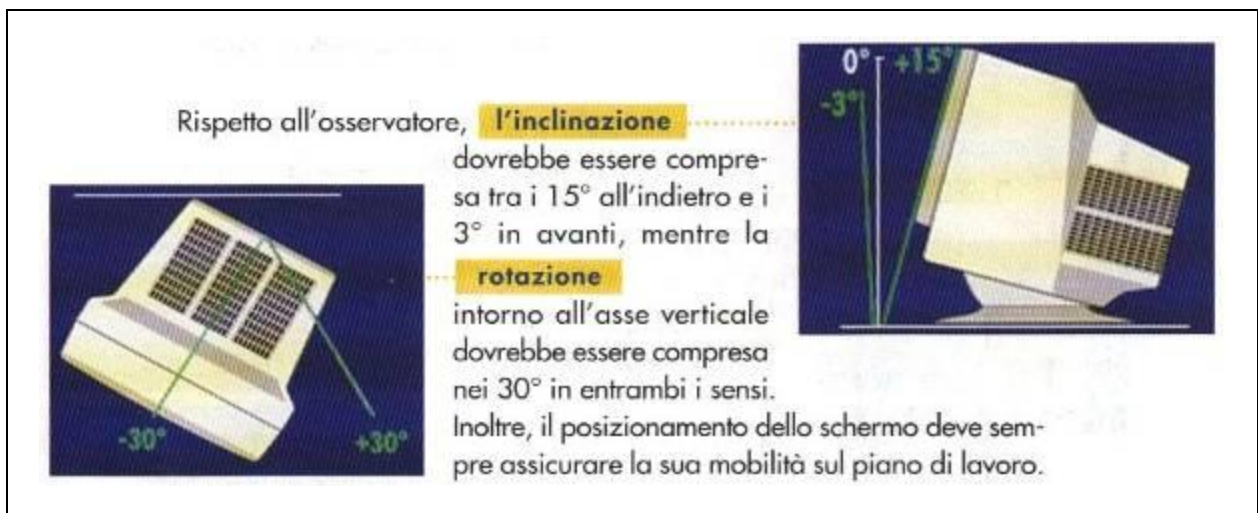 0° +15°
-3°
Rispetto all'osservatore, l'inclinazione
dovrebbe essere compre-
sa tra i 15° all'indietro e i
3° in avanti, mentre la
rotazione
intorno all'asse verticale
dovrebbe essere compresa
nei 30° in entrambi i sensi.
Inoltre, il posizionamento dello schermo deve sem-
pre assicurare la sua mobilità sul piano di lavoro.
-30° +30°